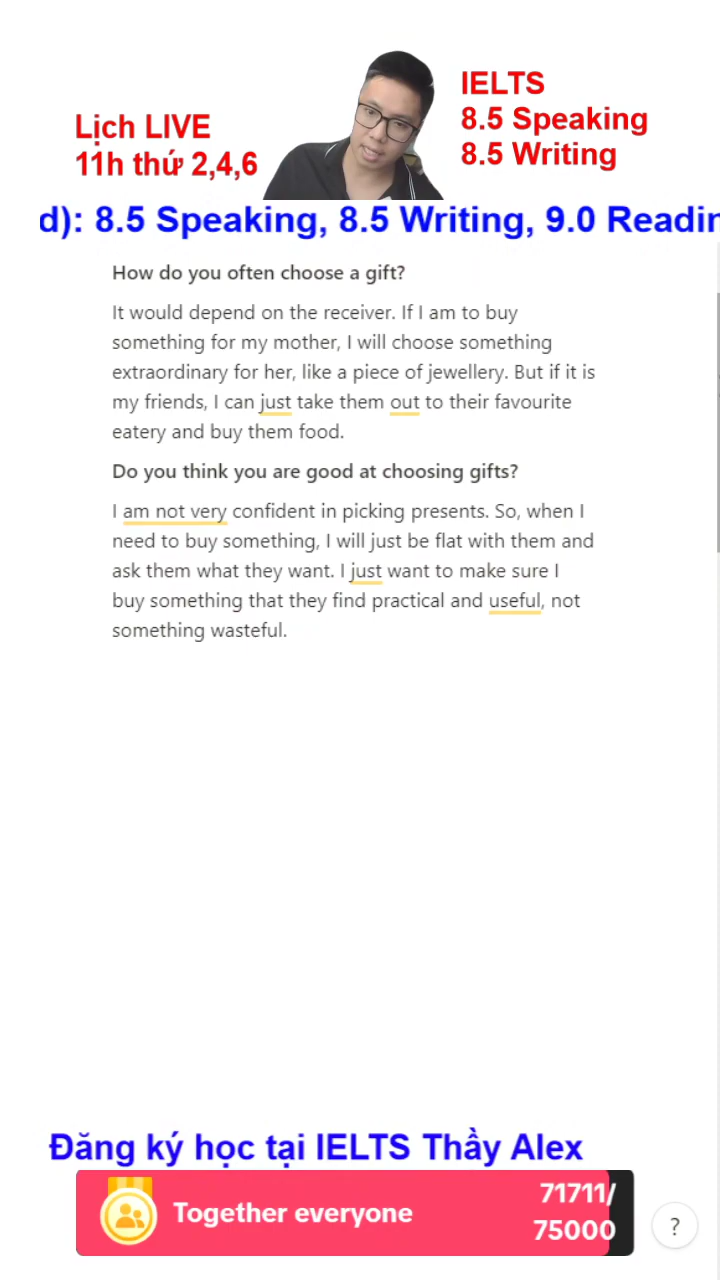 Lịch LIVE
11h thứ 2,4,6
IELTS
8.5 Speaking
8.5 Writing
d): 8.5 Speaking, 8.5 Writing, 9.0 Readin
How do you often choose a gift?
It would depend on the receiver. If I am to buy
something for my mother, I will choose something
extraordinary for her, like a piece of jewellery. But if it is
my friends, I can just take them out to their favourite
eatery and buy them food.
Do you think you are good at choosing gifts?
I am not very confident in picking presents. So, when I
need to buy something, I will just be flat with them and
ask them what they want. I just want to make sure I
buy something that they find practical and useful, not
something wasteful.
Đăng ký học tại IELTS Thầy Alex
Together everyone
71711/
75000
?